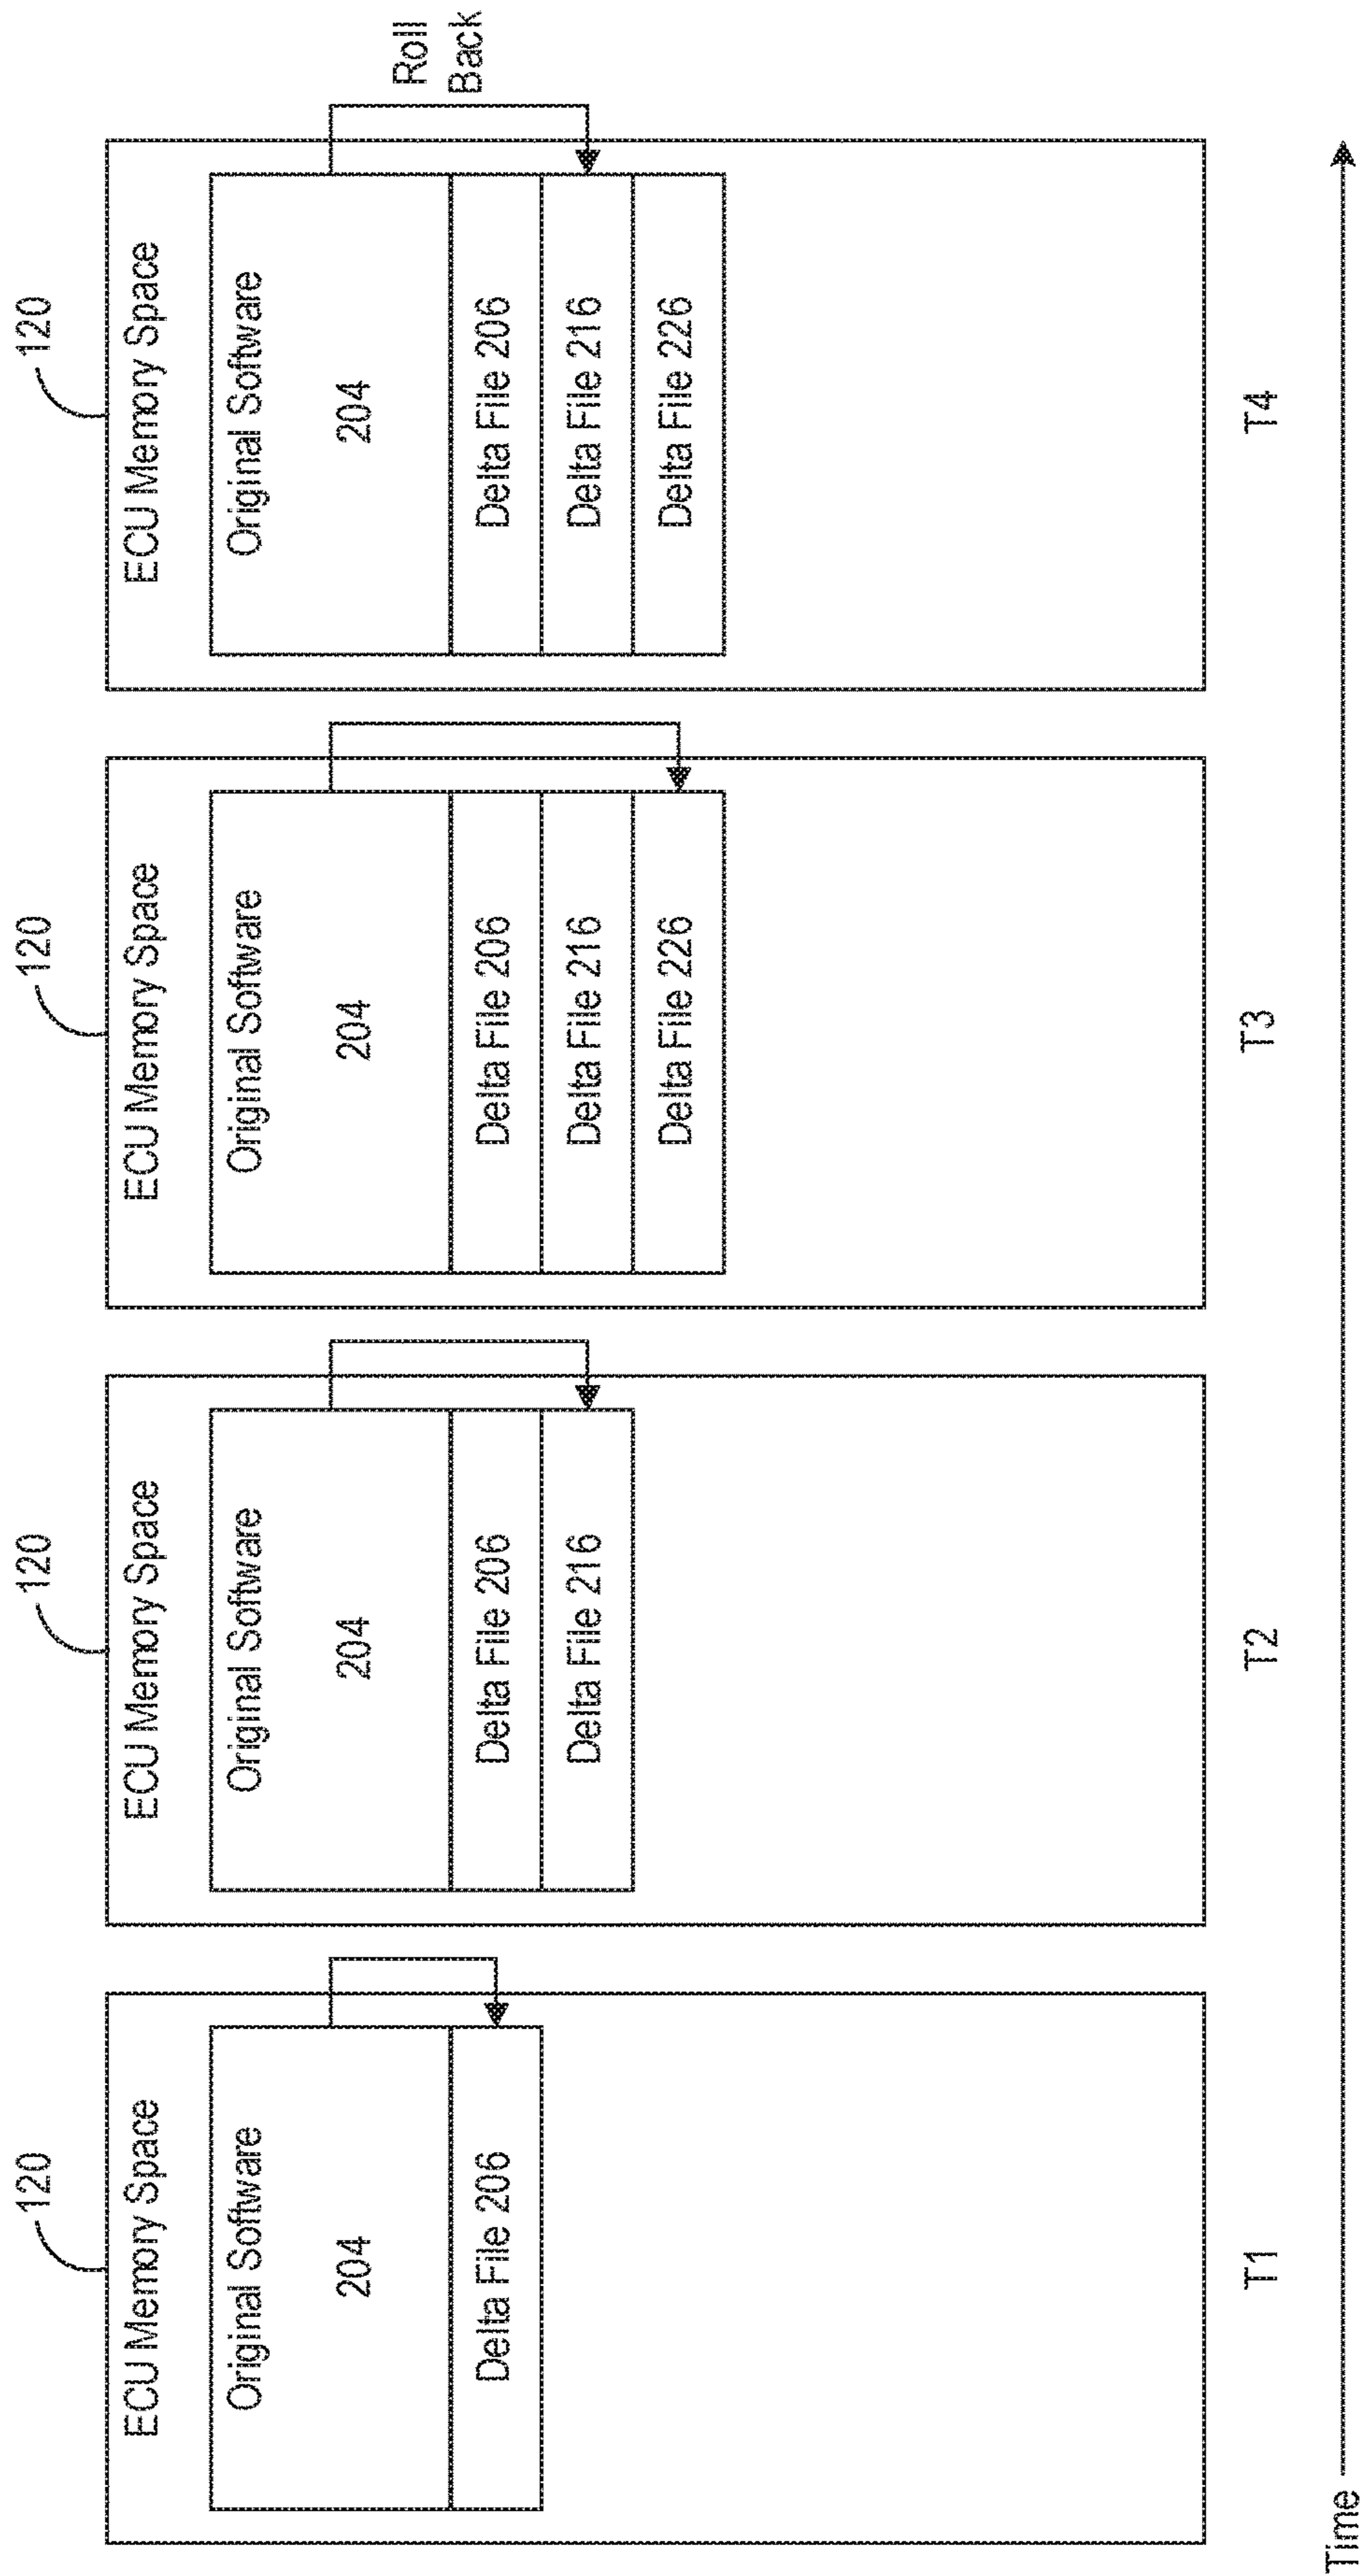 120
ECU Memory Space
Original Software
204
Delta File 206
T1
120
ECU Memory Space
Original Software
204
Delta File 206
Delta File 216
T2
120
ECU Memory Space
Original Software
204
Delta File 206
Delta File 216
Delta File 226
T3
120
ECU Memory Space
Original Software
204
Delta File 206
Delta File 216
Delta File 226
T4
Roll
Back
Time